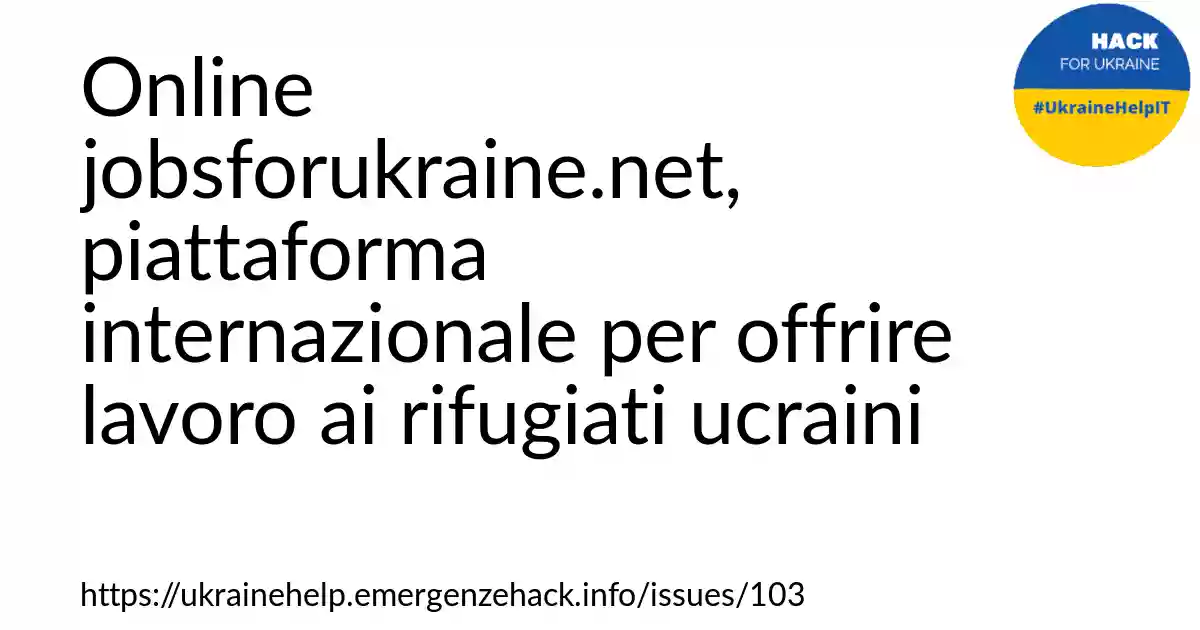 Online
jobsforukraine.net,
piattaforma
internazionale per offrire
lavoro ai rifugiati ucraini
HACK
FOR UKRAINE
#UkraineHelpIT
https://ukrainehelp.emergenzehack.info/issues/103